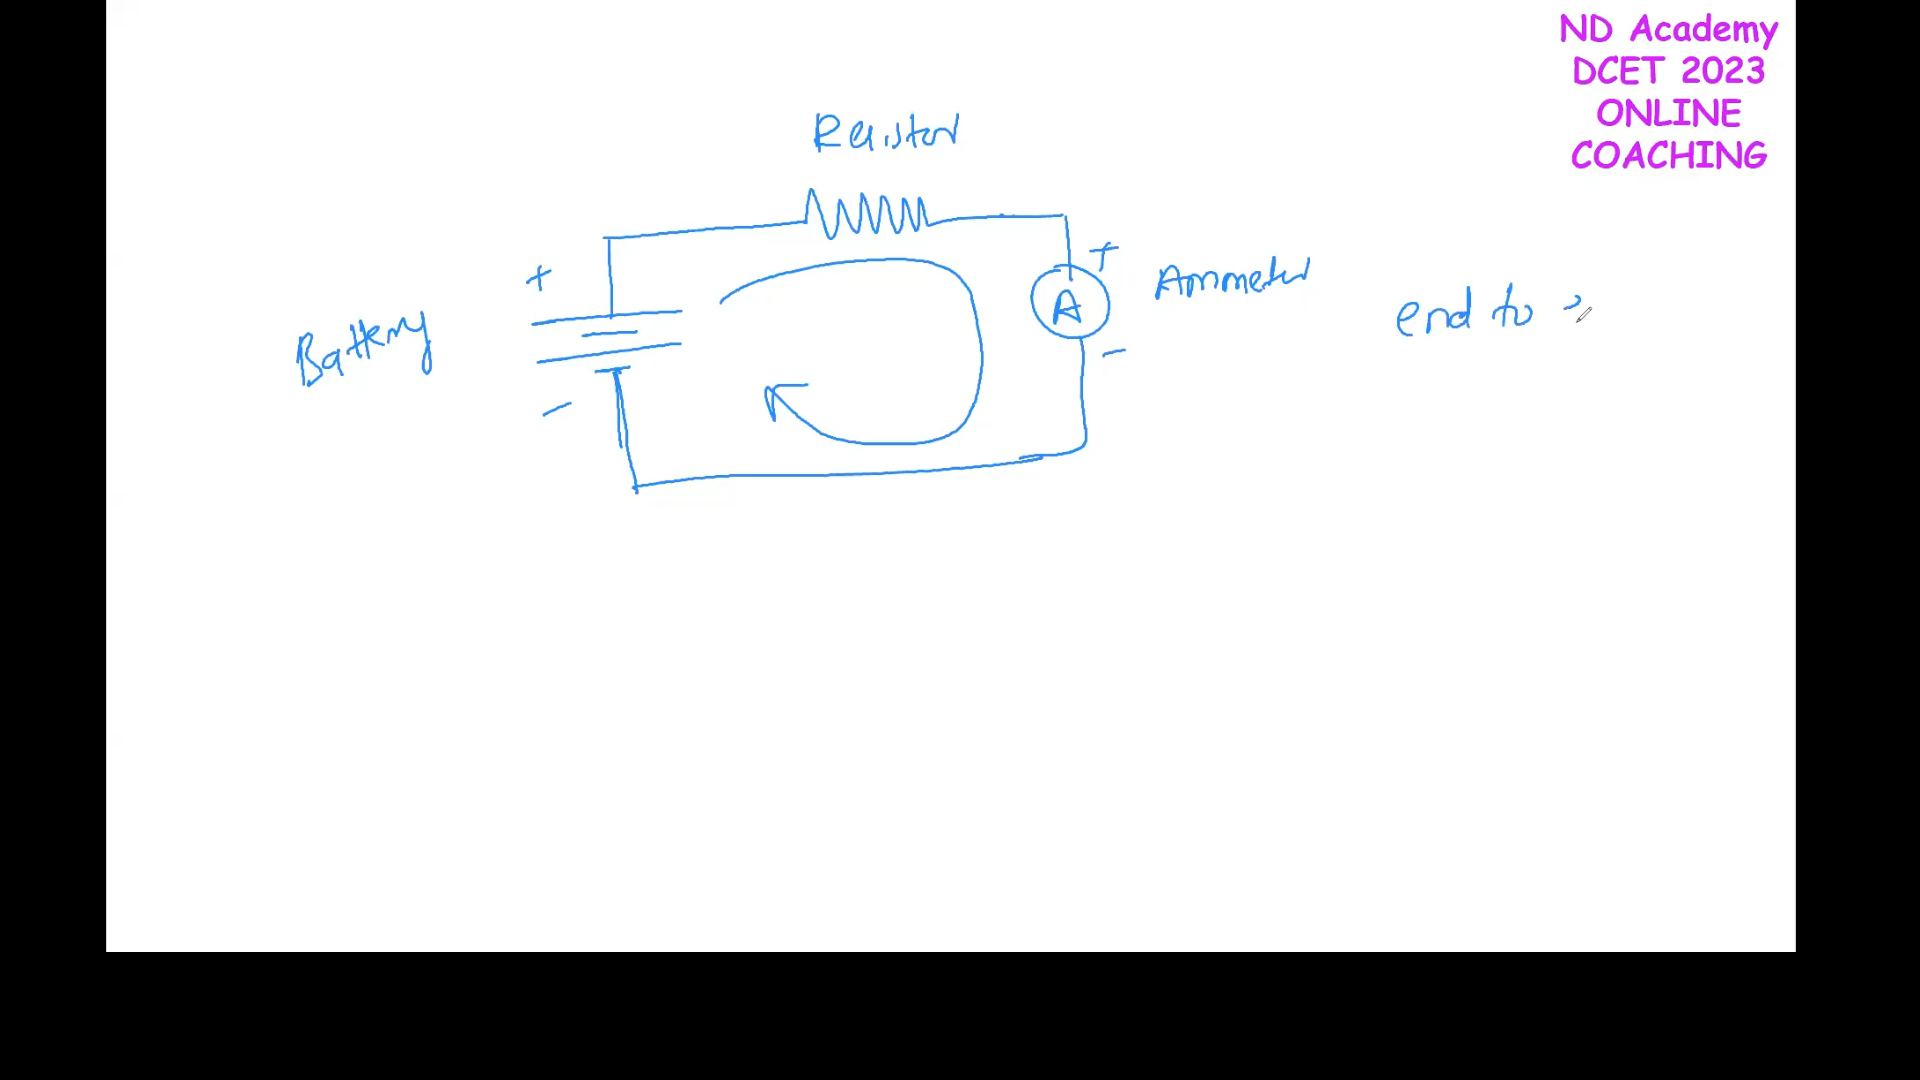 ND Academy
DCET 2023
ONLINE
COACHING
Resistor
+
+
Ammeter
A
end to
Battery
-
-